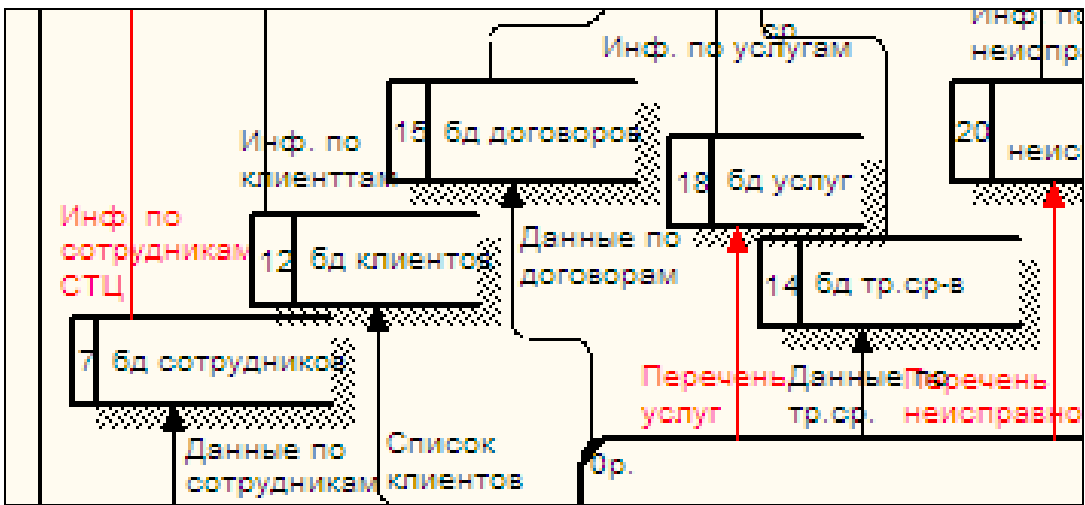 Инф. по услугам
ср
Инф по
неиспр
15 бд договоров
20
неис
Инф. по
клиенттам
18 бд услуг
Инф по
сотрудникам
СТЦ
12 бд клиентов
Данные по
договорам
14 бд тр.ср-в
7 бд сотрудников
Перечень
услуг
Данные по
тр.ср.
Перечень
неисправно
Данные по
сотрудникам
Список
клиентов
0р.